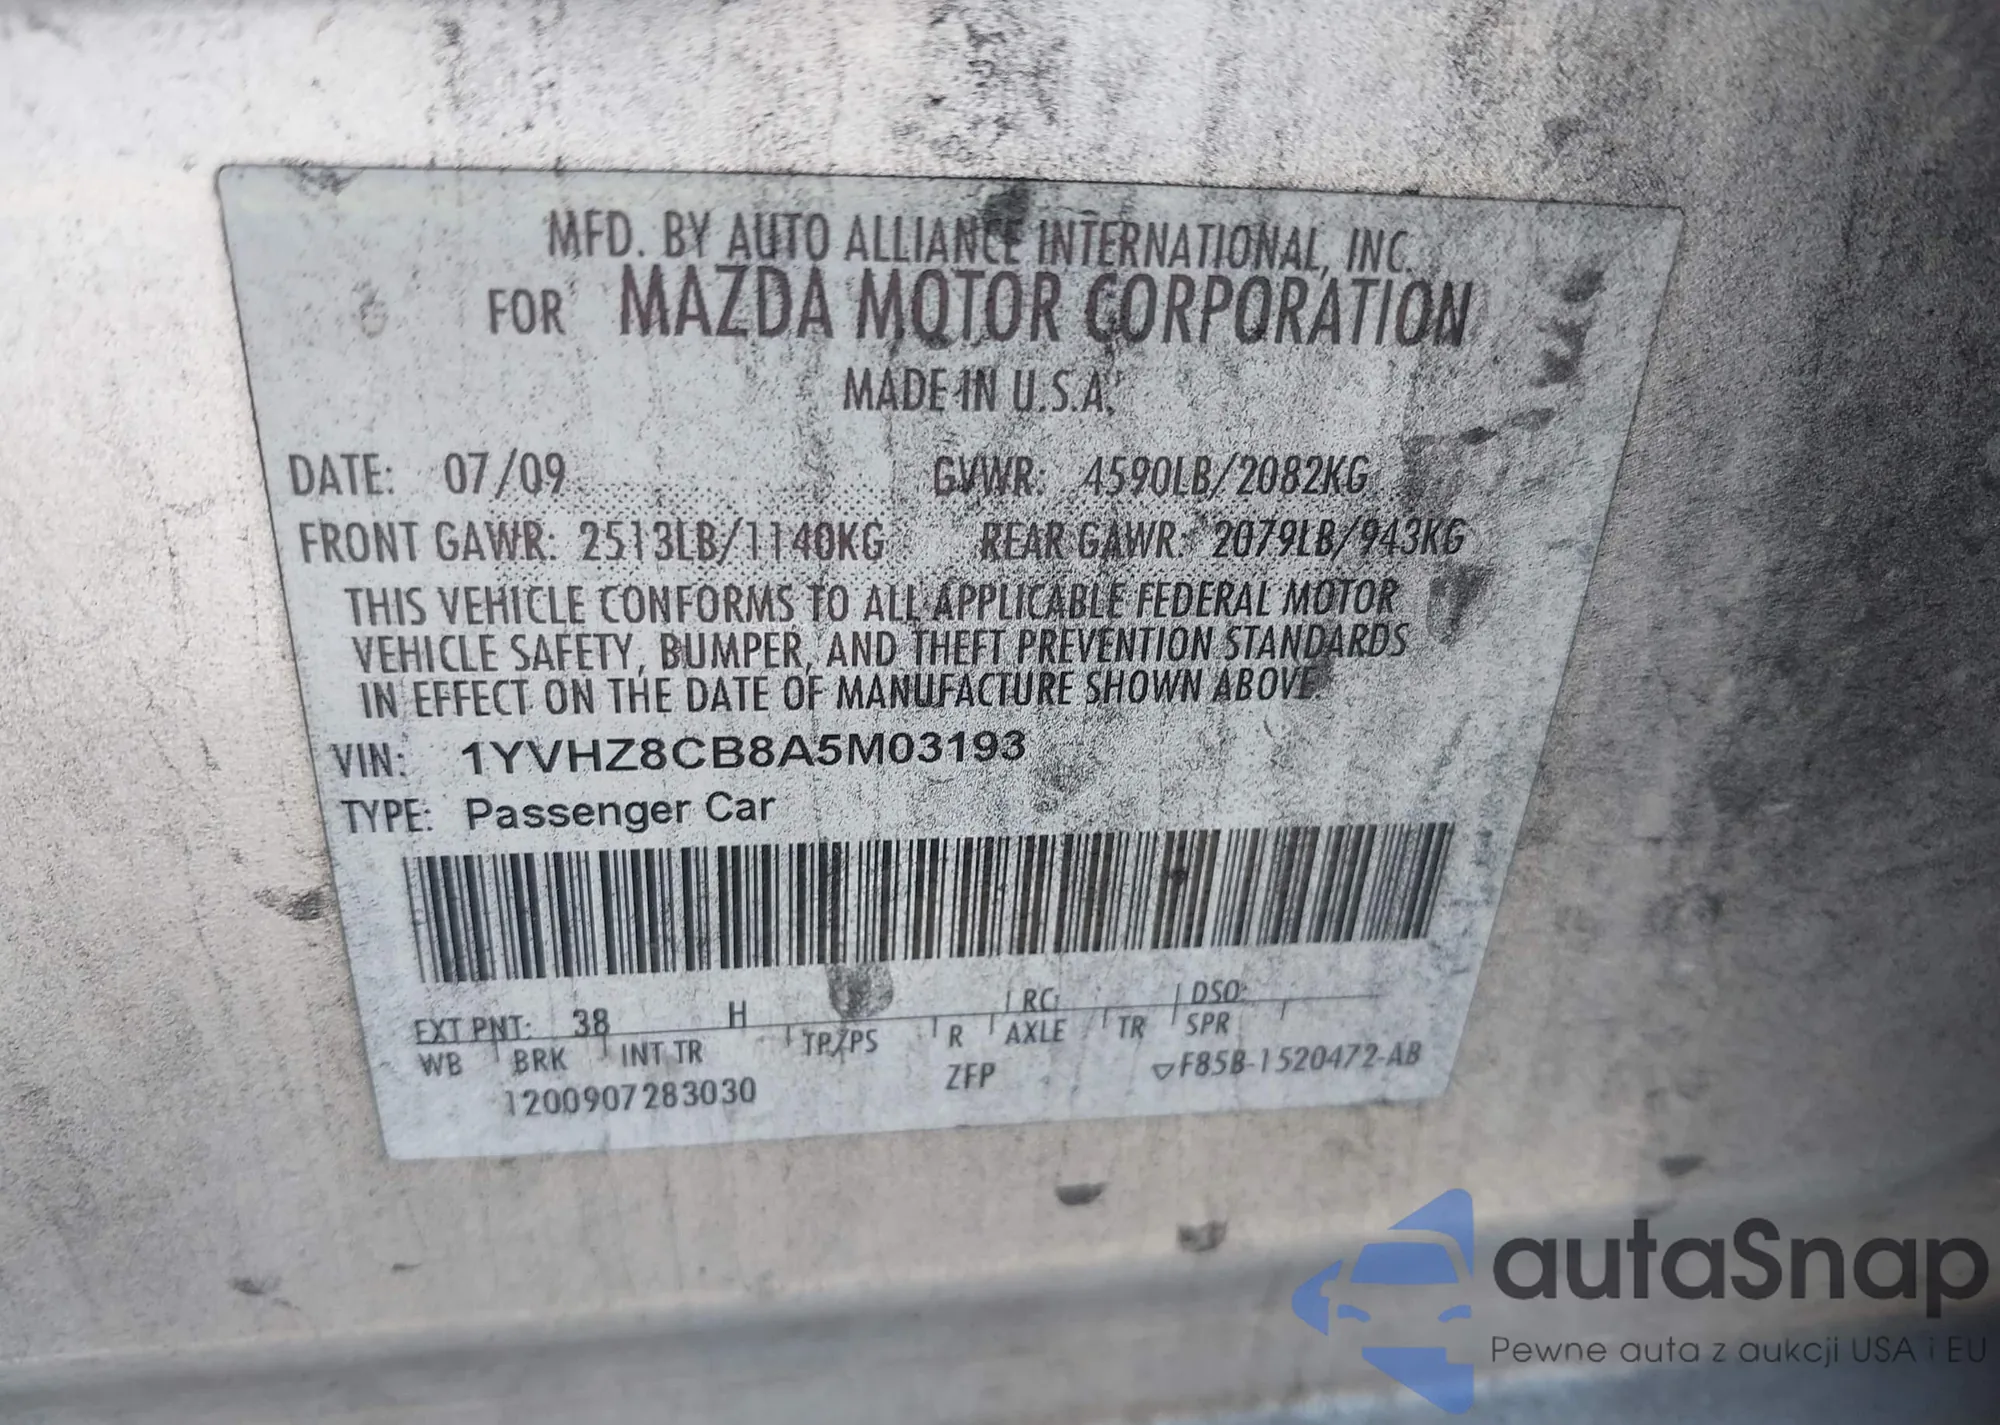 MFD. BY AUTO ALLIANCE INTERNATIONAL, INC.
FOR MAZDA MOTOR CORPORATION
MADE IN U.S.A.
DATE: 07/09 GVWR: 4590LB/2082KG
FRONT GAWR: 2513LB/1140KG REAR GAWR: 2079LB/943KG
THIS VEHICLE CONFORMS TO ALL APPLICABLE FEDERAL MOTOR
VEHICLE SAFETY, BUMPER, AND THEFT PREVENTION STANDARDS
IN EFFECT ON THE DATE OF MANUFACTURE SHOWN ABOVE.
VIN: 1YVHZ8CB8A5M03193
TYPE: Passenger Car
EXT PNT: 38 H RC: DSO:
WB BRK INT TR TP/PS R AXLE TR SPR
1200907283030 ZFP ▽F85B-1520472-AB
autaSnap
Pewne auta z aukcji USA i EU